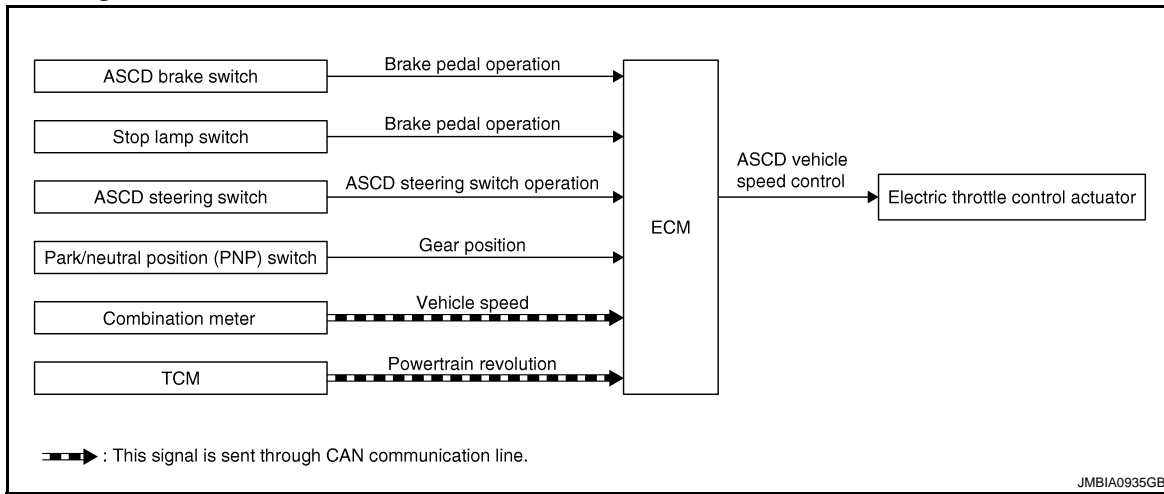 ASCD brake switch
Brake pedal operation
Stop lamp switch
Brake pedal operation
ASCD steering switch
ASCD steering switch operation
Park/neutral position (PNP) switch
Gear position
Combination meter
Vehicle speed
TCM
Powertrain revolution
ECM
ASCD vehicle
speed control
Electric throttle control actuator
: This signal is sent through CAN communication line.
JMBIA0935GB